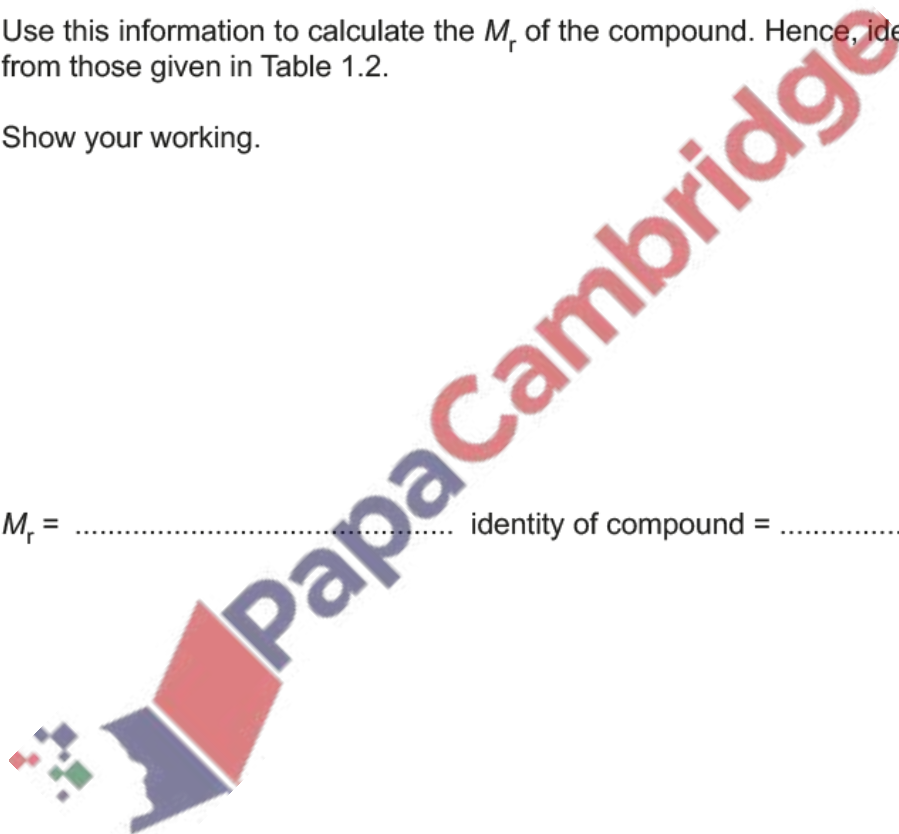 Use this information to calculate the Mr of the compound. Hence,
from those given in Table 1.2.
Show your working.
Mr = ............................................... identity of compound = ...............
PapaCambridge